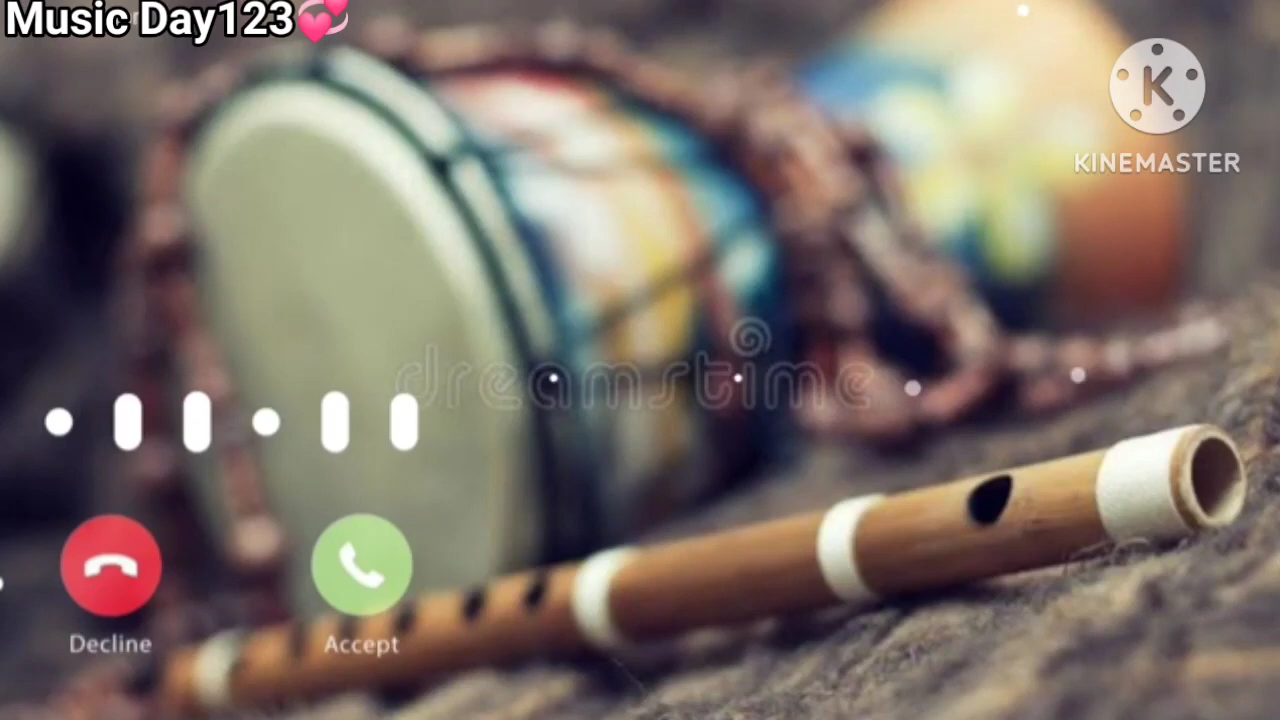 Music Day123💞
KINEMASTER
dreamstime
Decline
Accept